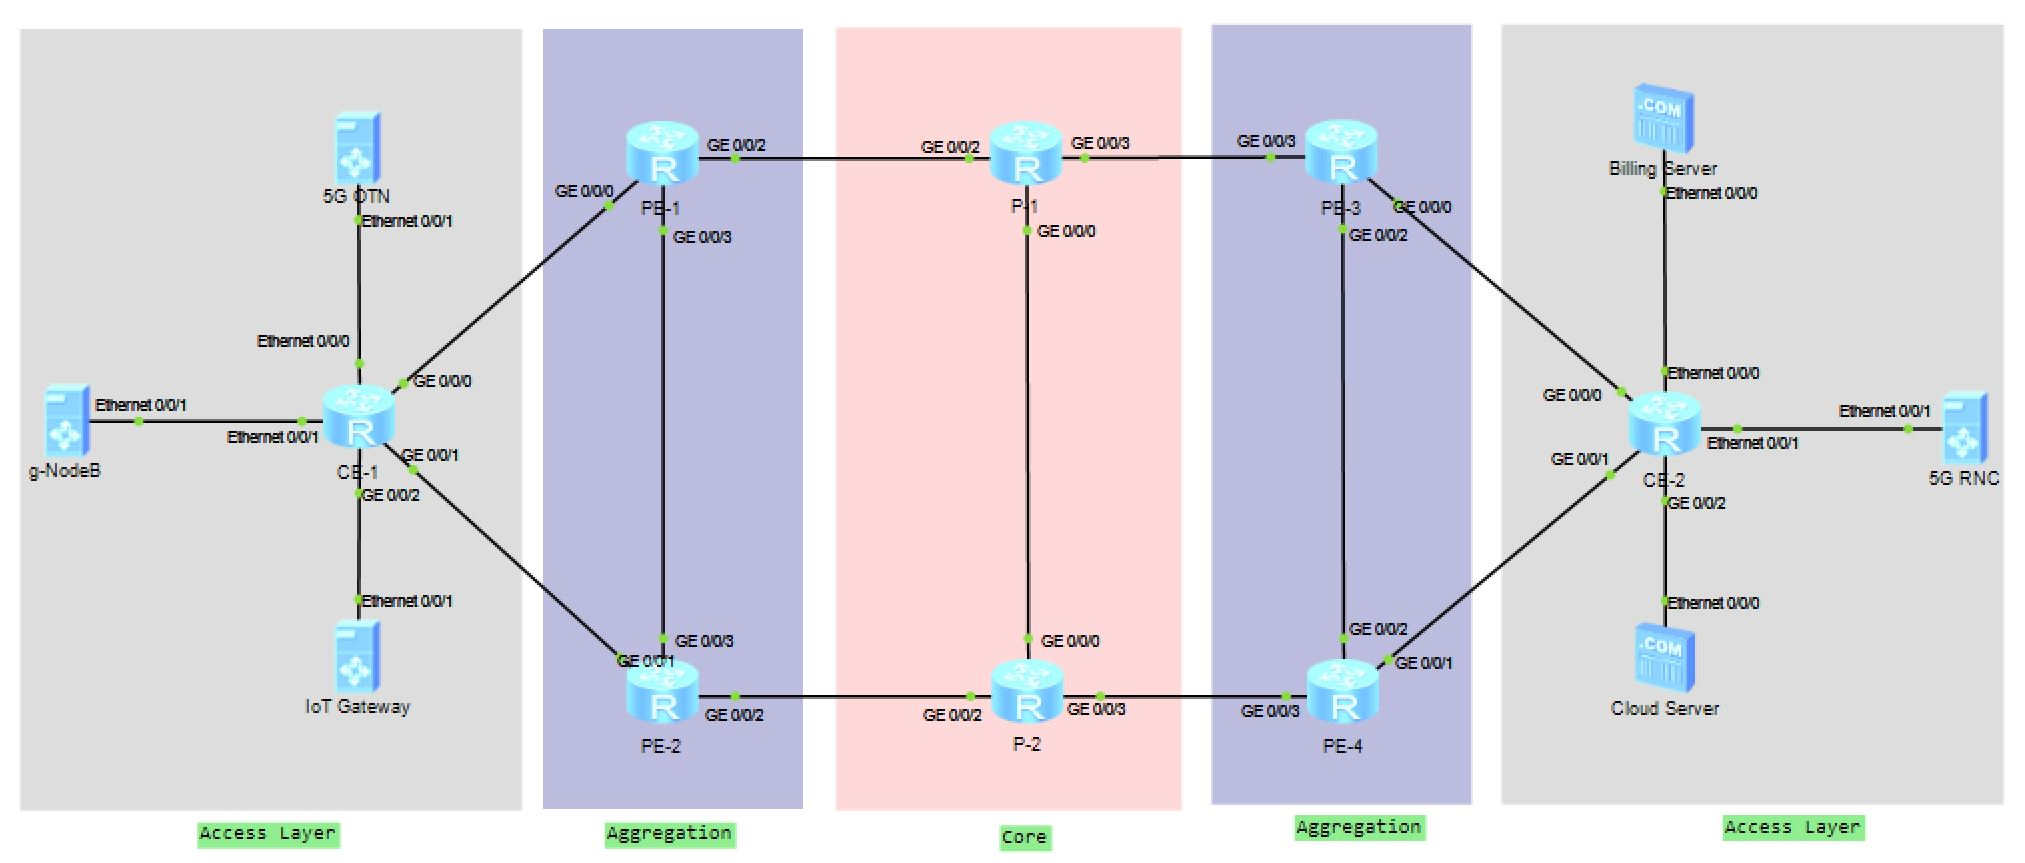 5G OTN
Ethernet 0/0/1
Ethernet 0/0/0
GE 0/0/0
Ethernet 0/0/1
Ethernet 0/0/1
g-NodeB
CE-1
GE 0/0/1
GE 0/0/2
Ethernet 0/0/1
IoT Gateway
Access Layer
GE 0/0/2
GE 0/0/0
R
PE-1
GE 0/0/3
GE 0/0/3
GE 0/0/1
R
GE 0/0/2
PE-2
Aggregation
GE 0/0/2
GE 0/0/3
R
P-1
GE 0/0/0
GE 0/0/0
R
GE 0/0/2
GE 0/0/3
P-2
Core
GE 0/0/3
R
PE-3
GE 0/0/0
GE 0/0/2
GE 0/0/2
GE 0/0/1
R
GE 0/0/3
PE-4
Aggregation
.COM
Billing Server
Ethernet 0/0/0
Ethernet 0/0/0
GE 0/0/0
R
Ethernet 0/0/1
Ethernet 0/0/1
GE 0/0/1
CE-2
5G RNC
GE 0/0/2
Ethernet 0/0/0
.COM
Cloud Server
Access Layer
R